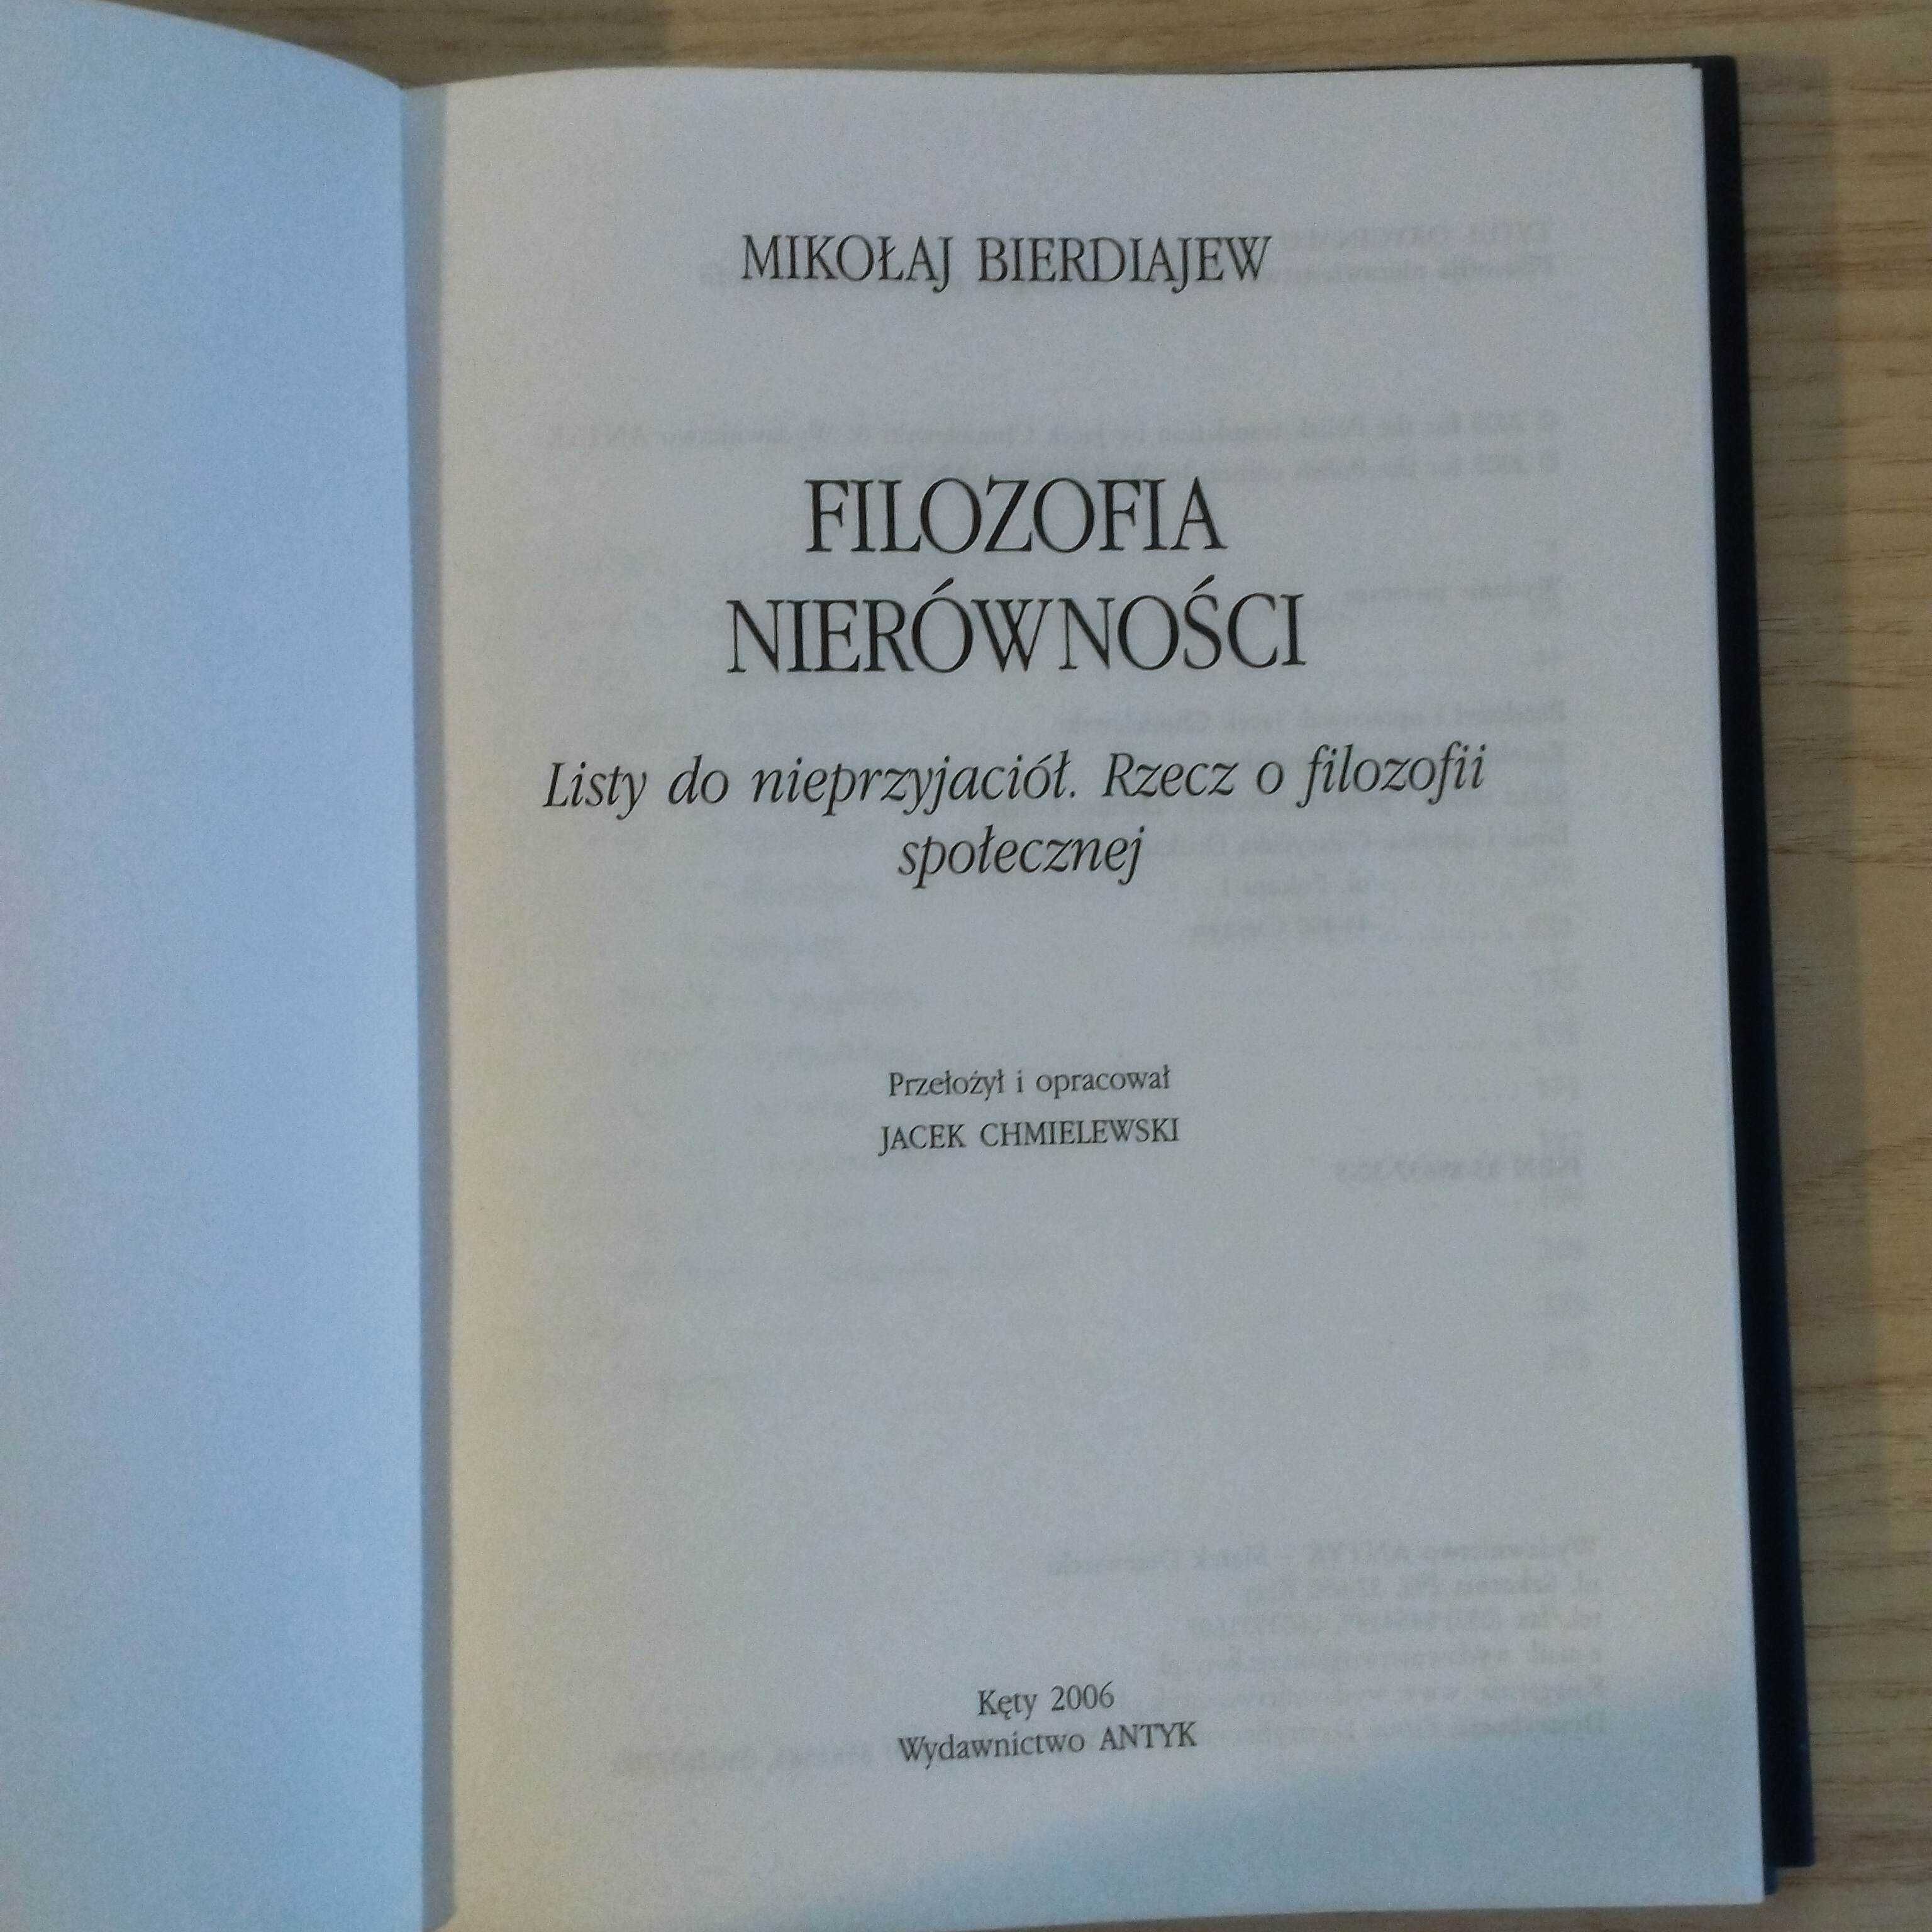 MIKOŁAJ BIERDIAJEW
FILOZOFIA
NIERÓWNOŚCI
Listy do nieprzyjaciół. Rzecz o filozofii
społecznej
Przełożył i opracował
JACEK CHMIELEWSKI
Kęty 2006
Wydawnictwo ANTYK